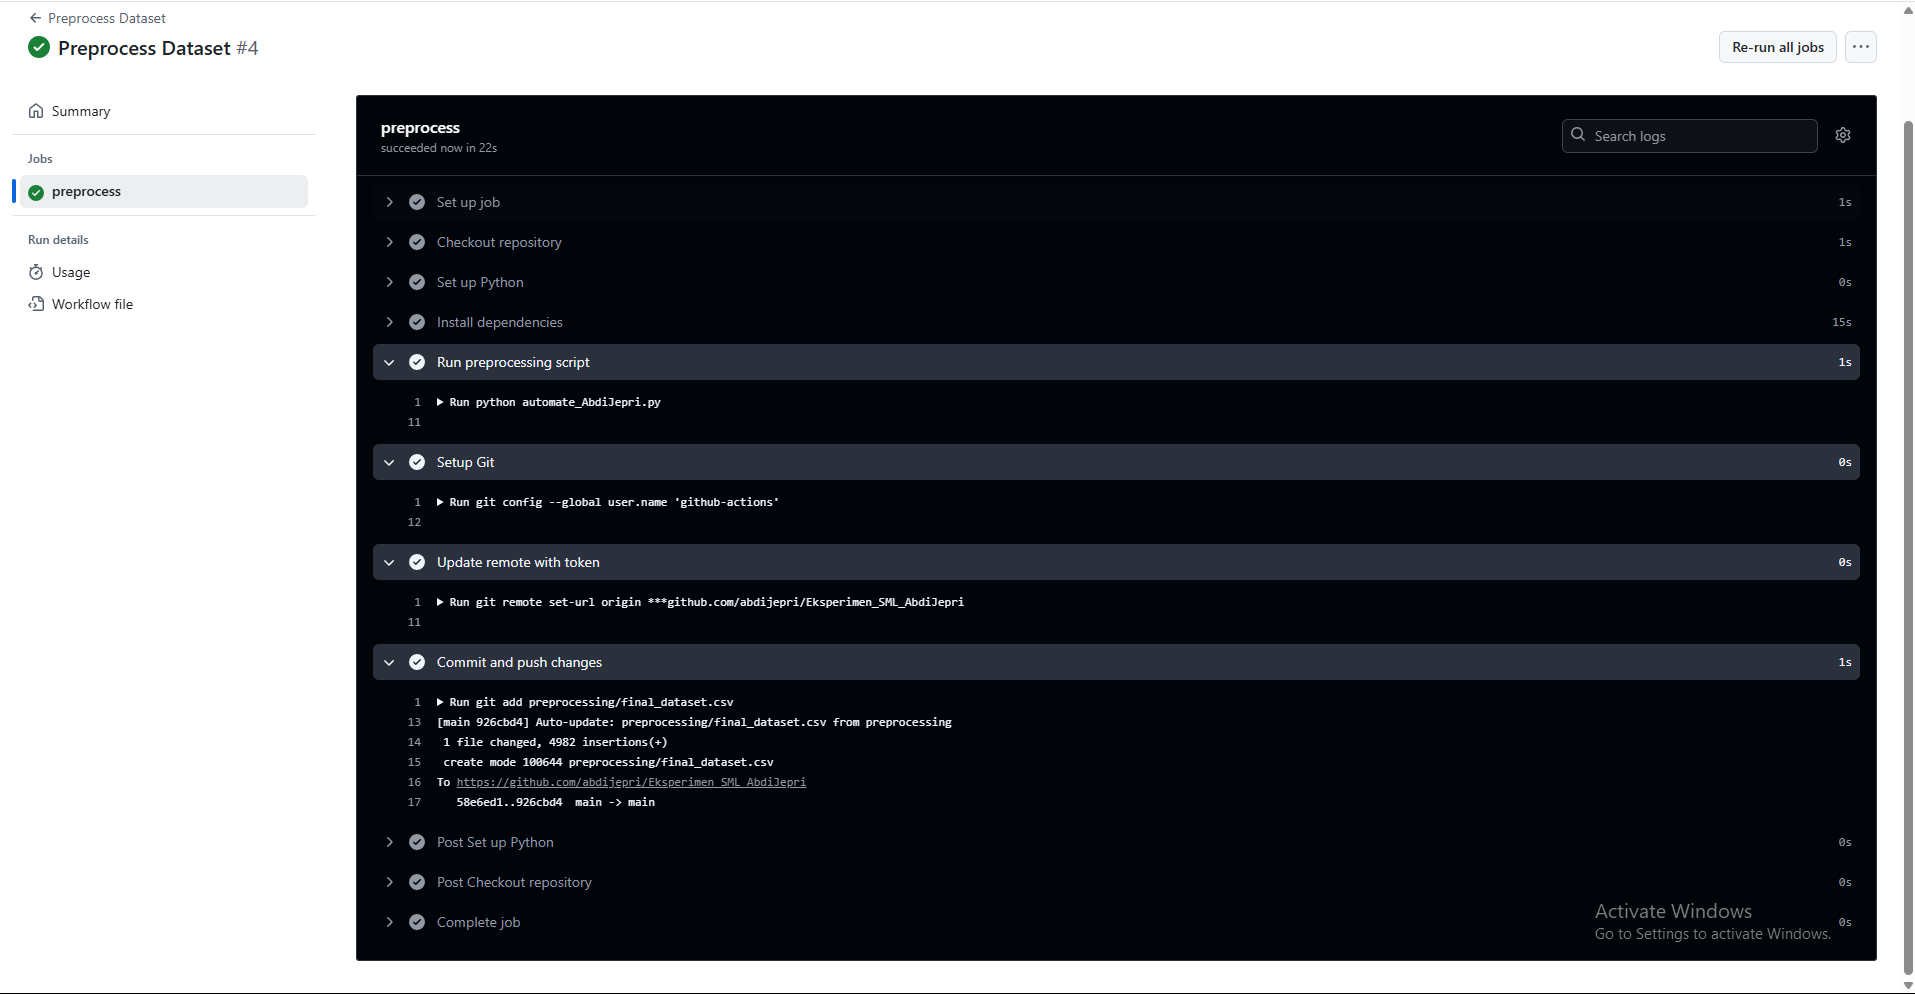 Preprocess Dataset
Preprocess Dataset #4
Re-run all jobs
Summary
Jobs
preprocess
Run details
Usage
Workflow file
preprocess
succeeded now in 22s
Search logs
Set up job 1s
Checkout repository 1s
Set up Python 0s
Install dependencies 15s
Run preprocessing script 1s
1 Run python automate_AbdiJepri.py
11
Setup Git 0s
1 Run git config --global user.name 'github-actions'
12
Update remote with token 0s
1 Run git remote set-url origin ***github.com/abdijepri/Eksperimen_SML_AbdiJepri
11
Commit and push changes 1s
1 Run git add preprocessing/final_dataset.csv
13 [main 926cbd4] Auto-update: preprocessing/final_dataset.csv from preprocessing
14 1 file changed, 4982 insertions(+)
15 create mode 100644 preprocessing/final_dataset.csv
16 To https://github.com/abdijepri/Eksperimen_SML_AbdiJepri
17 58e6ed1..926cbd4 main -> main
Post Set up Python 0s
Post Checkout repository 0s
Complete job 0s
Activate Windows
Go to Settings to activate Windows.